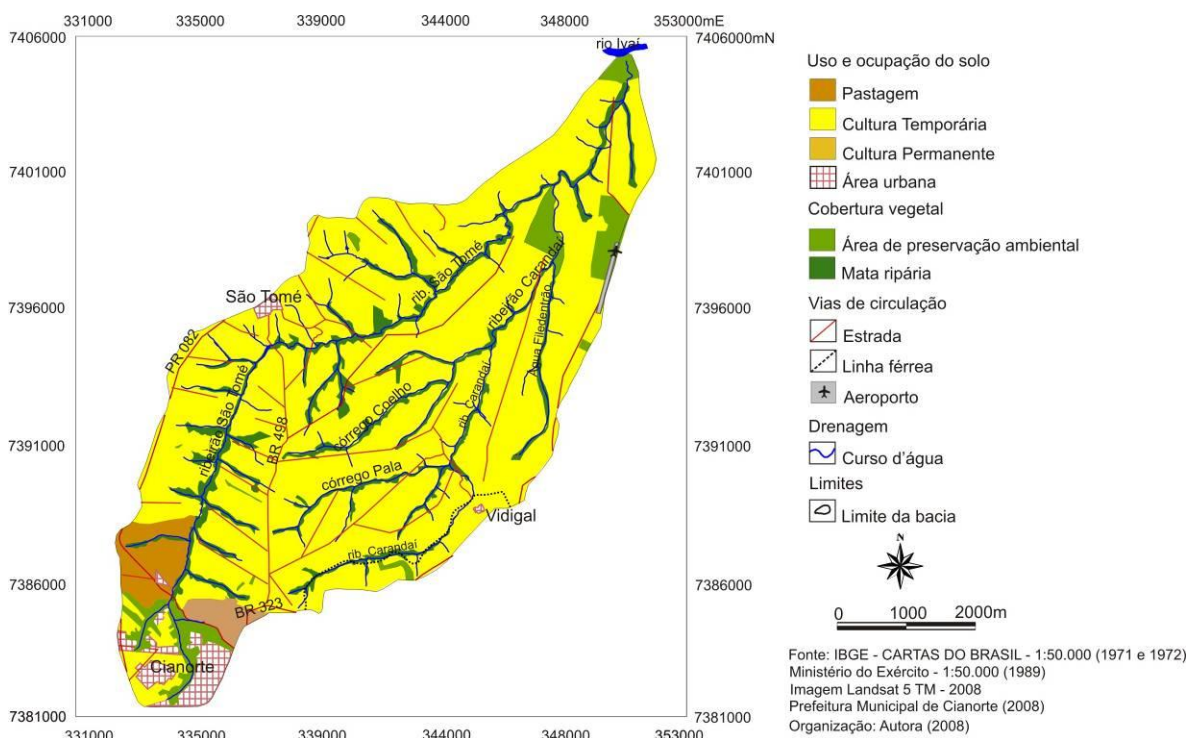 331000 335000 339000 344000 348000 353000mE
7406000 7406000mN
7401000 7401000
7396000 7396000
7391000 7391000
7386000 7386000
7381000 7381000
331000 335000 339000 344000 348000 353000m
rio Ivaí
rib. São Tomé
ribeirão Carandaí
Água Filedentrão
São Tomé
PR 082
ribeirão São Tomé
BR 498
córrego Coelho
rib. Carandaí
córrego Pala
Vidigal
rib. Carandaí
BR 323
Cianorte
Uso e ocupação do solo
Pastagem
Cultura Temporária
Cultura Permanente
Área urbana
Cobertura vegetal
Área de preservação ambiental
Mata ripária
Vias de circulação
Estrada
Linha férrea
Aeroporto
Drenagem
Curso d'água
Limites
Limite da bacia
N
0 1000 2000m
Fonte: IBGE - CARTAS DO BRASIL - 1:50.000 (1971 e 1972)
Ministério do Exército - 1:50.000 (1989)
Imagem Landsat 5 TM - 2008
Prefeitura Municipal de Cianorte (2008)
Organização: Autora (2008)